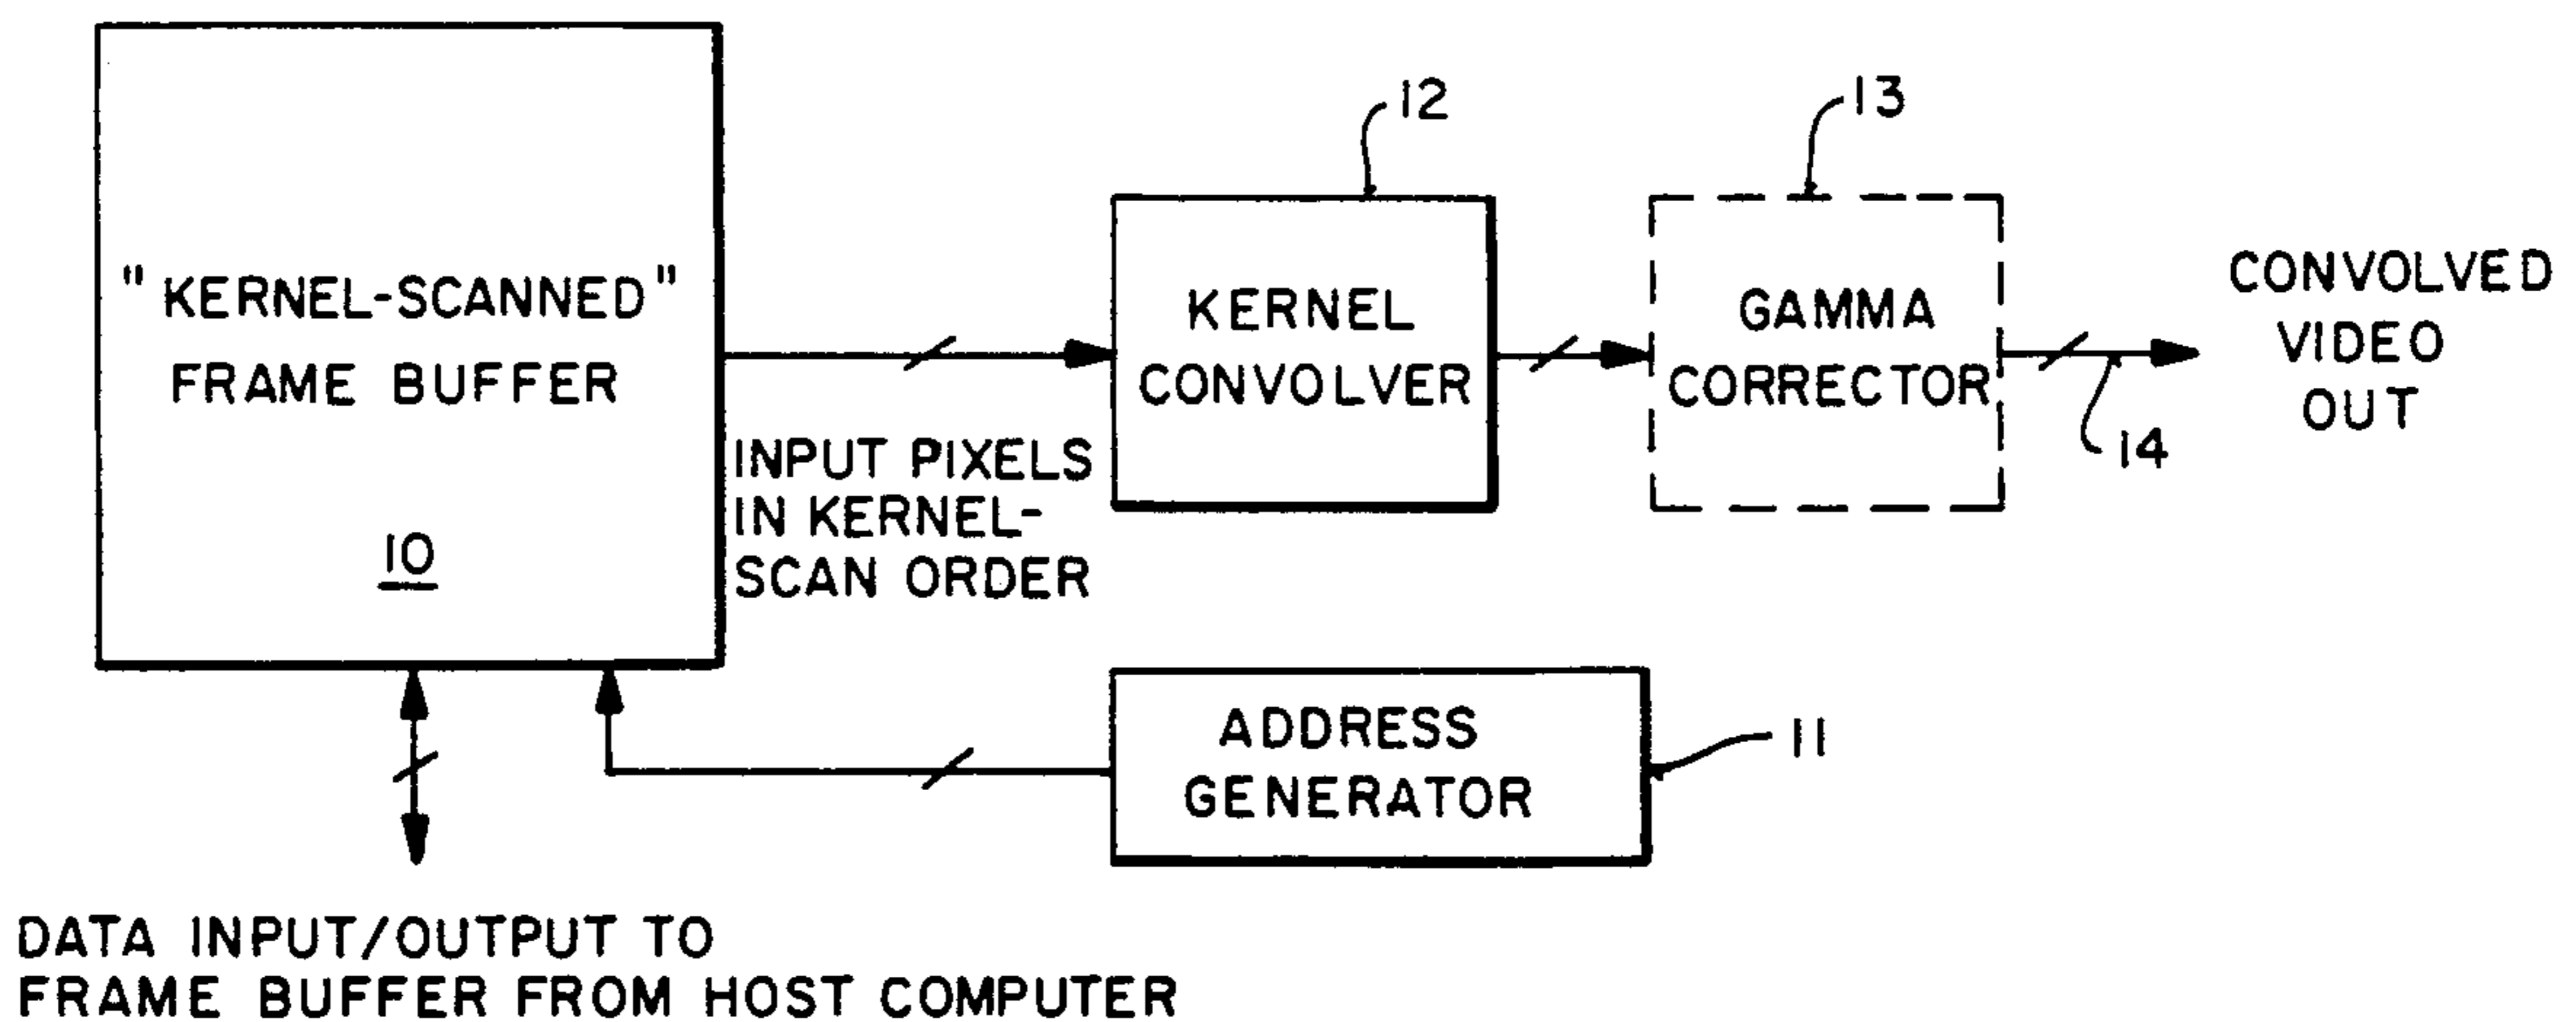 "KERNEL-SCANNED"
FRAME BUFFER
10
INPUT PIXELS
IN KERNEL-
SCAN ORDER
12
KERNEL
CONVOLVER
13
GAMMA
CORRECTOR
14
CONVOLVED
VIDEO
OUT
ADDRESS
GENERATOR
11
DATA INPUT/OUTPUT TO
FRAME BUFFER FROM HOST COMPUTER